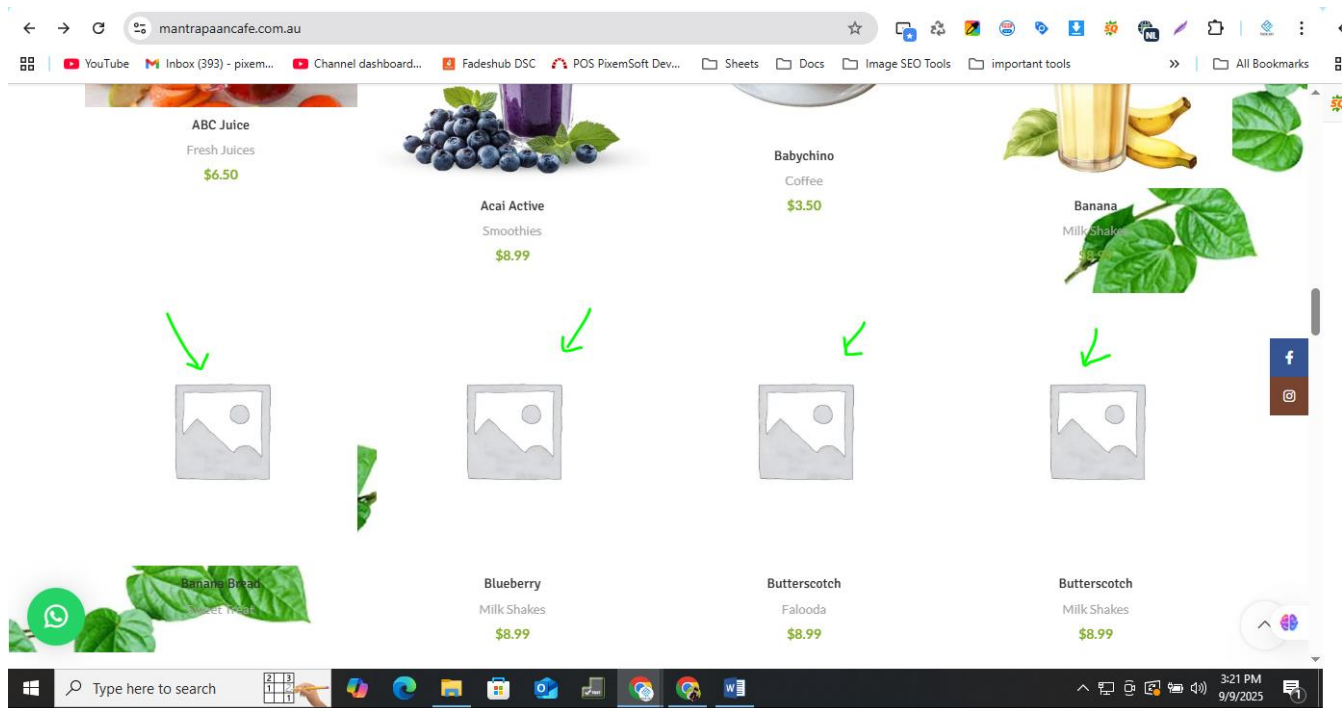 mantrapaancafe.com.au
NL
YouTube
Inbox (393) - pixem...
Channel dashboard...
Fadeshub DSC
POS PixemSoft Dev...
Sheets
Docs
Image SEO Tools
important tools
»
All Bookmarks
ABC Juice
Fresh Juices
$6.50
Acai Active
Smoothies
$8.99
Babychino
Coffee
$3.50
Banana
Milk Shakes
Banana Bread
Sweet Treat
Blueberry
Milk Shakes
$8.99
Butterscotch
Falooda
$8.99
Butterscotch
Milk Shakes
$8.99
Type here to search
3:21 PM
9/9/2025